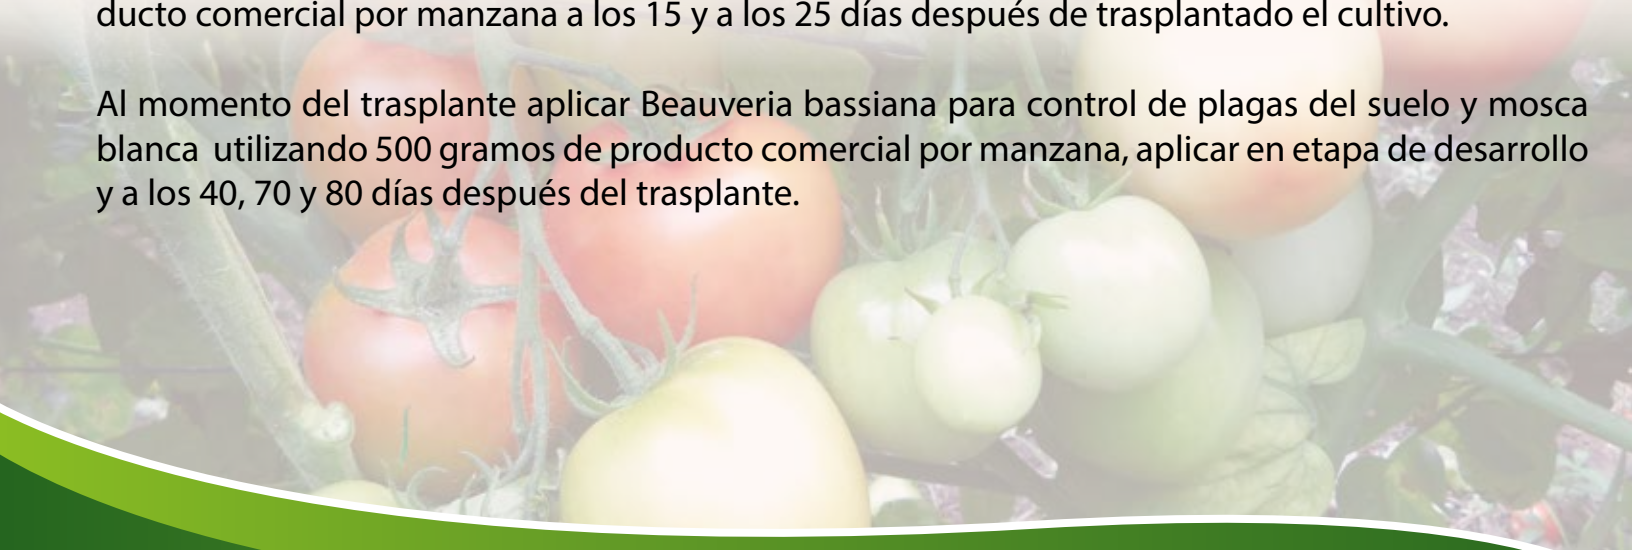 ducto comercial por manzana a los 15 y a los 25 días después de trasplantado el cultivo.
Al momento del trasplante aplicar Beauveria bassiana para control de plagas del suelo y mosca
blanca utilizando 500 gramos de producto comercial por manzana, aplicar en etapa de desarrollo
y a los 40, 70 y 80 días después del trasplante.